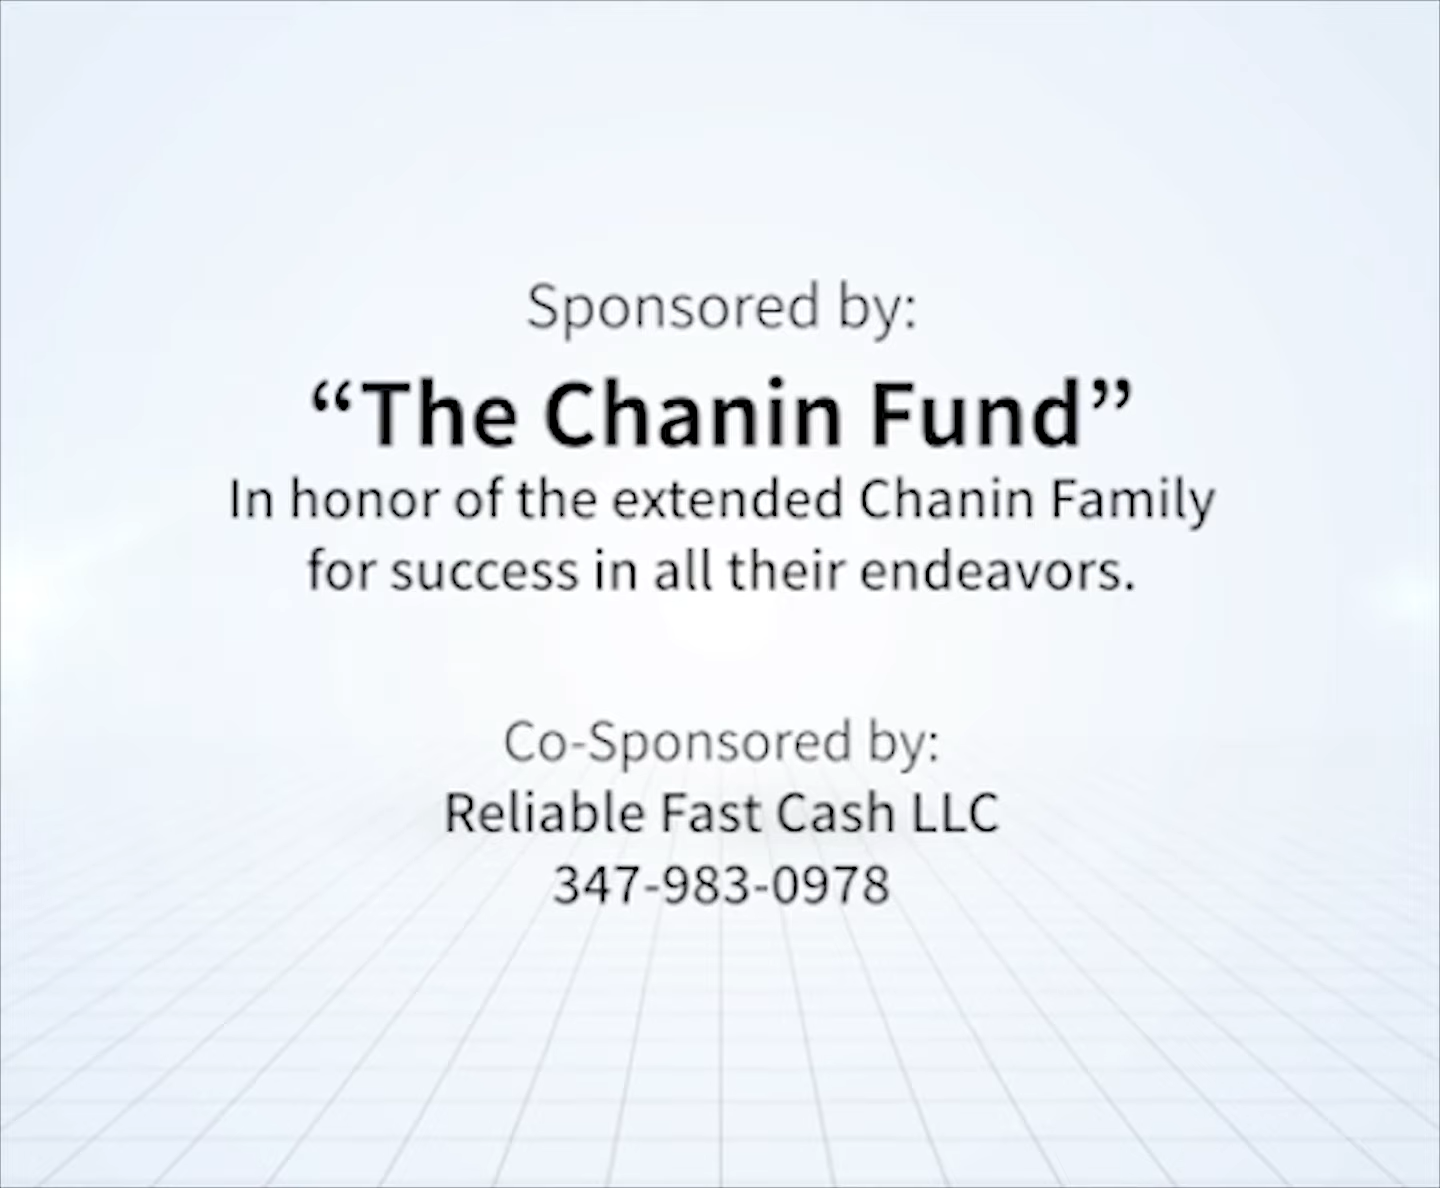 Sponsored by:
“The Chanin Fund”
In honor of the extended Chanin Family
for success in all their endeavors.
Co-Sponsored by:
Reliable Fast Cash LLC
347-983-0978